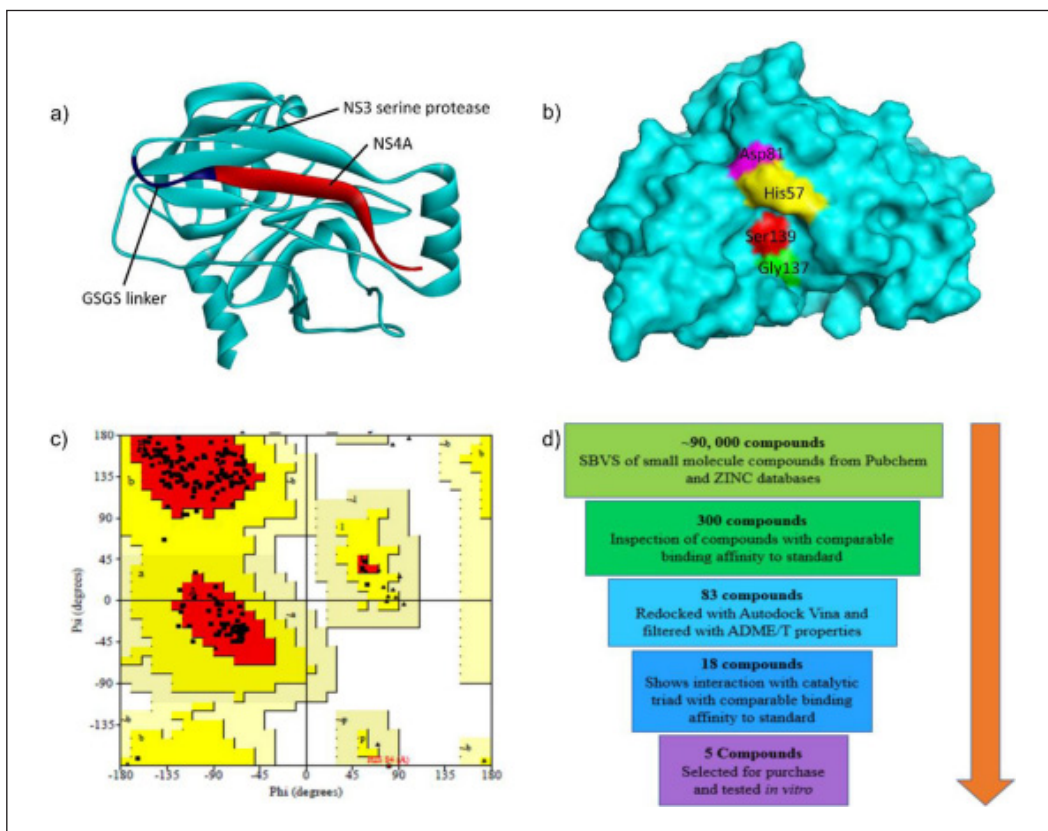 a)
NS3 serine protease
NS4A
GSGS linker
b)
Asp81
His57
Ser139
Gly137
c)
180
135
90
45
0
-45
-90
-135
-180
-135
-90
-45
0
45
90
135
180
Psi (degrees)
Phi (degrees)
d)
~90, 000 compounds
SBVS of small molecule compounds from Pubchem
and ZINC databases
300 compounds
Inspection of compounds with comparable
binding affinity to standard
83 compounds
Redocked with Autodock Vina and
filtered with ADME/T properties
18 compounds
Shows interaction with catalytic
triad with comparable binding
affinity to standard
5 Compounds
Selected for purchase
and tested in vitro